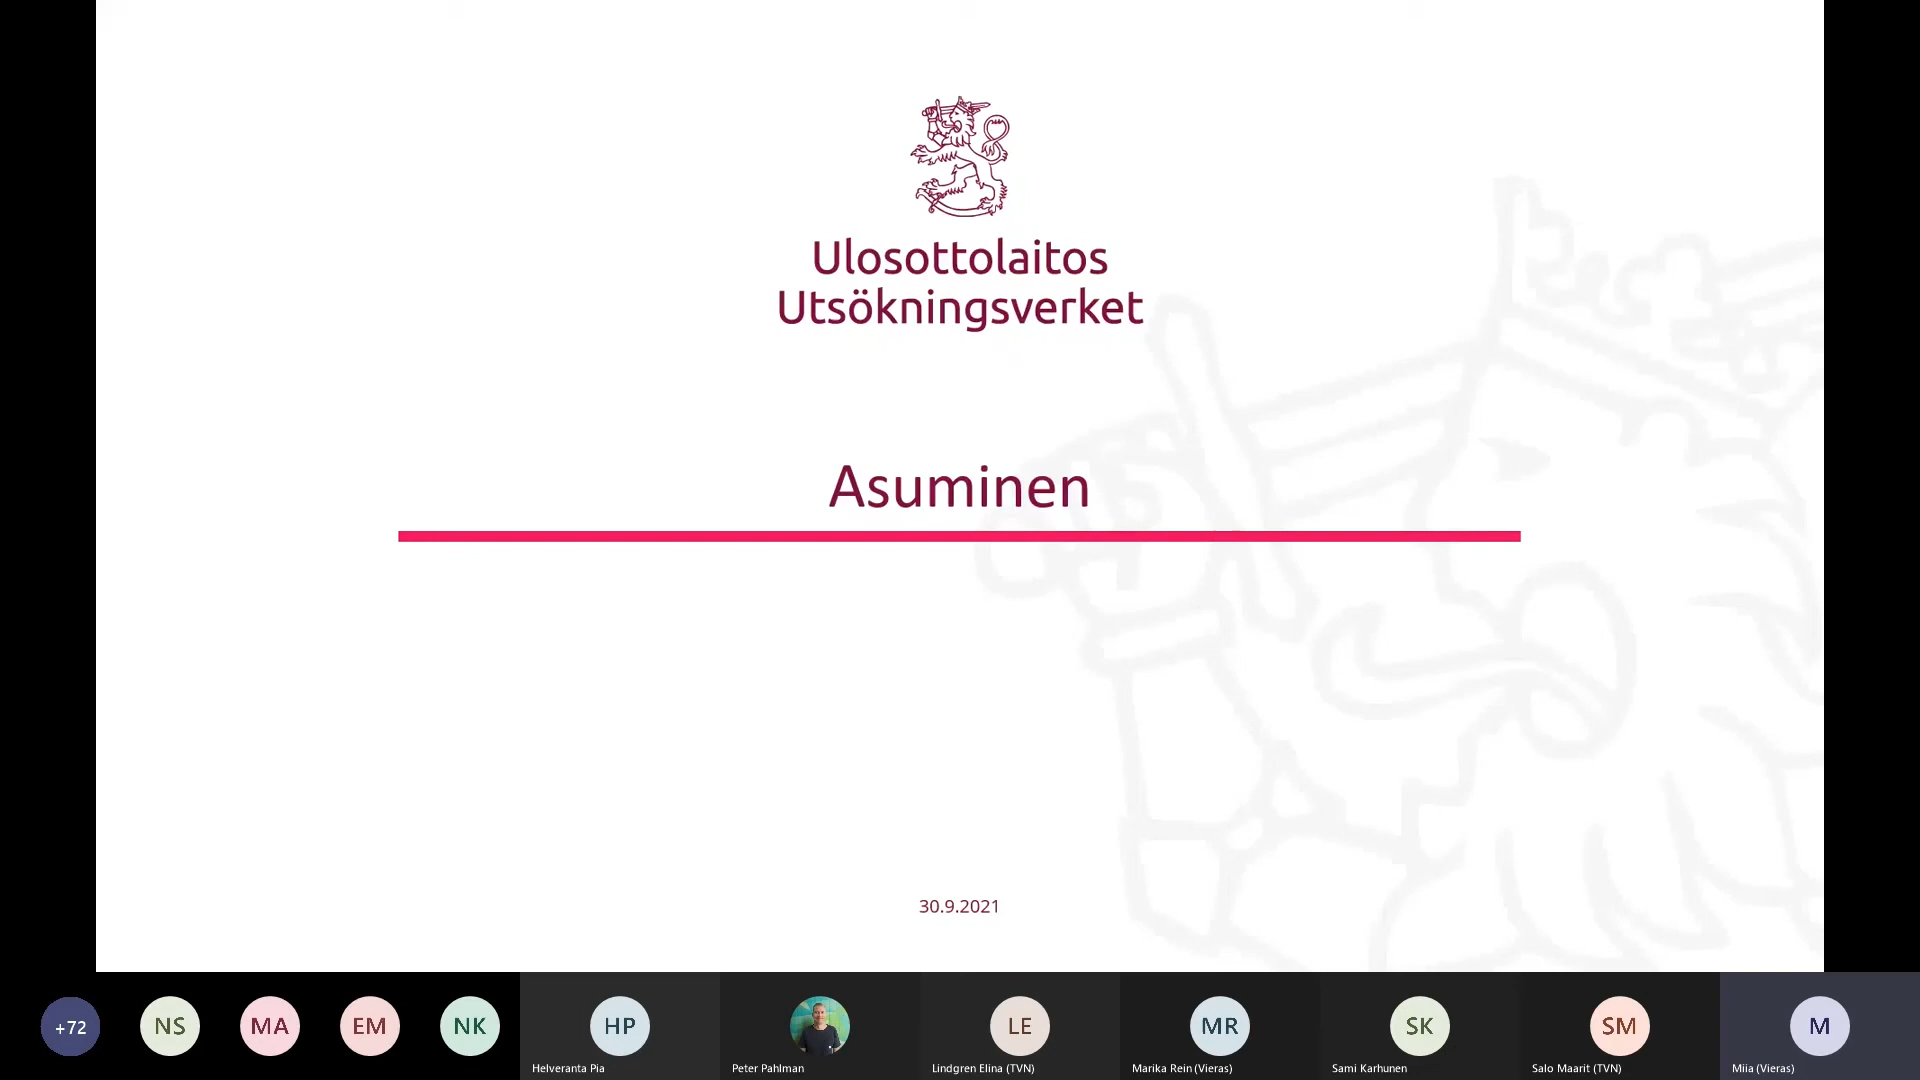 Ulosottolaitos
Utsökningsverket
Asuminen
30.9.2021
+72
NS
MA
EM
NK
HP
LE
MR
SK
SM
M
Helveranta Pia
Peter Pahlman
Lindgren Elina (TVN)
Marika Rein (Vieras)
Sami Karhunen
Salo Maarit (TVN)
Miia (Vieras)